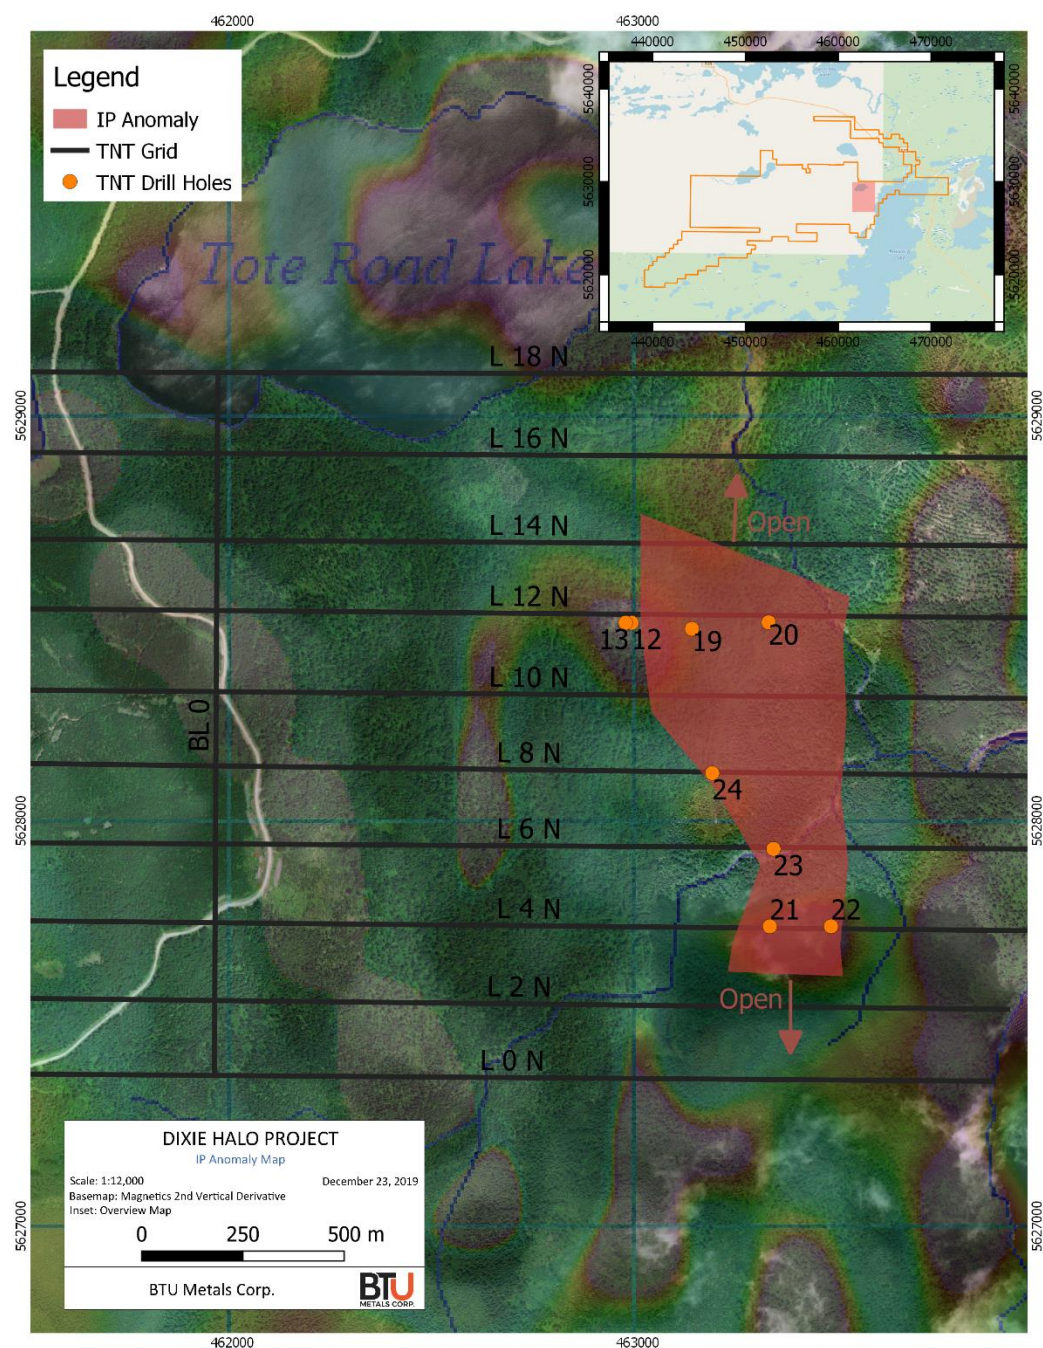 462000
463000
Legend
IP Anomaly
TNT Grid
TNT Drill Holes
440000
450000
460000
470000
5640000
5640000
5630000
5630000
5620000
5620000
440000
450000
460000
470000
Tote Road Lake
L 18 N
5629000
5629000
L 16 N
L 14 N
Open
L 12 N
13
12
19
20
L 10 N
BL 0
L 8 N
24
5628000
5628000
L 6 N
23
L 4 N
21
22
L 2 N
Open
L 0 N
DIXIE HALO PROJECT
IP Anomaly Map
Scale: 1:12,000
December 23, 2019
Basemap: Magnetics 2nd Vertical Derivative
Inset: Overview Map
0
250
500 m
BTU Metals Corp.
BTU
METALS CORP.
5627000
5627000
462000
463000